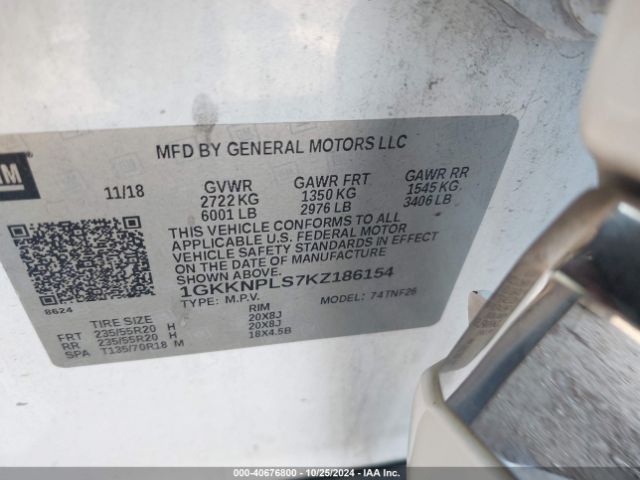 MFD BY GENERAL MOTORS LLC
GM
11/18
GVWR GAWR FRT GAWR RR
2722 KG 1350 KG 1545 KG
6001 LB 2976 LB 3406 LB
THIS VEHICLE CONFORMS TO ALL
APPLICABLE U.S. FEDERAL MOTOR
VEHICLE SAFETY STANDARDS IN EFFECT
ON THE DATE OF MANUFACTURE
SHOWN ABOVE.
1GKKNPLS7KZ186154
TYPE: M.P.V. MODEL: 74TNF26
8624
TIRE SIZE RIM
FRT 235/55R20 H 20X8J
RR 235/55R20 H 20X8J
SPA T135/70R18 M 18X4.5B
000-40676800 - 10/25/2024 - IAA Inc.